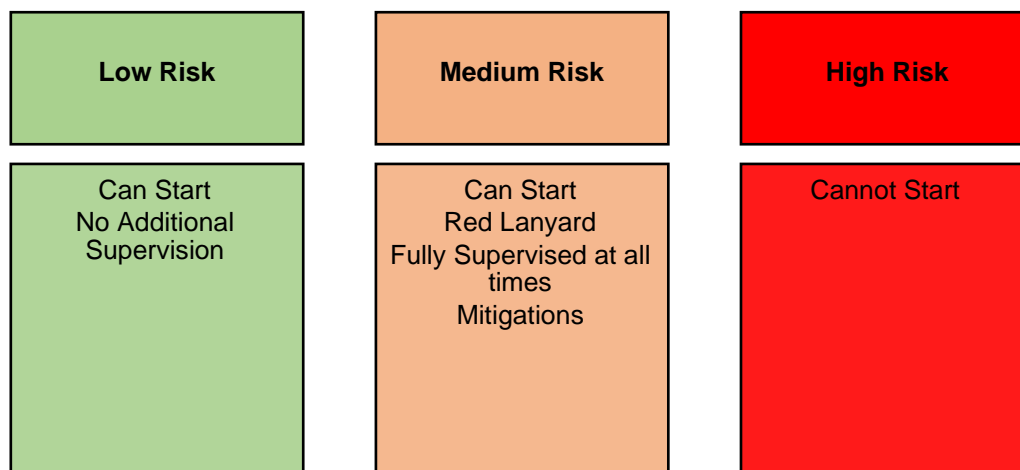 Low Risk
Medium Risk
High Risk
Can Start
No Additional
Supervision
Can Start
Red Lanyard
Fully Supervised at all
times
Mitigations
Cannot Start